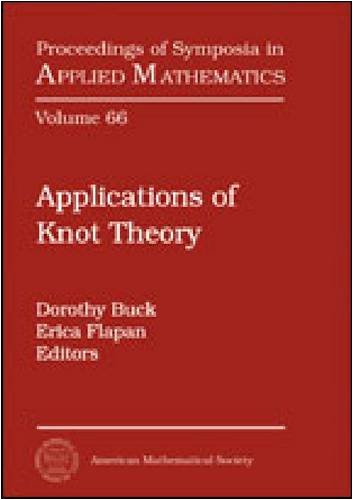 Proceedings of Symposia in
APPLIED MATHEMATICS
Volume 66
Applications of
Knot Theory
Dorothy Buck
Erica Flapan
Editors
American Mathematical Society